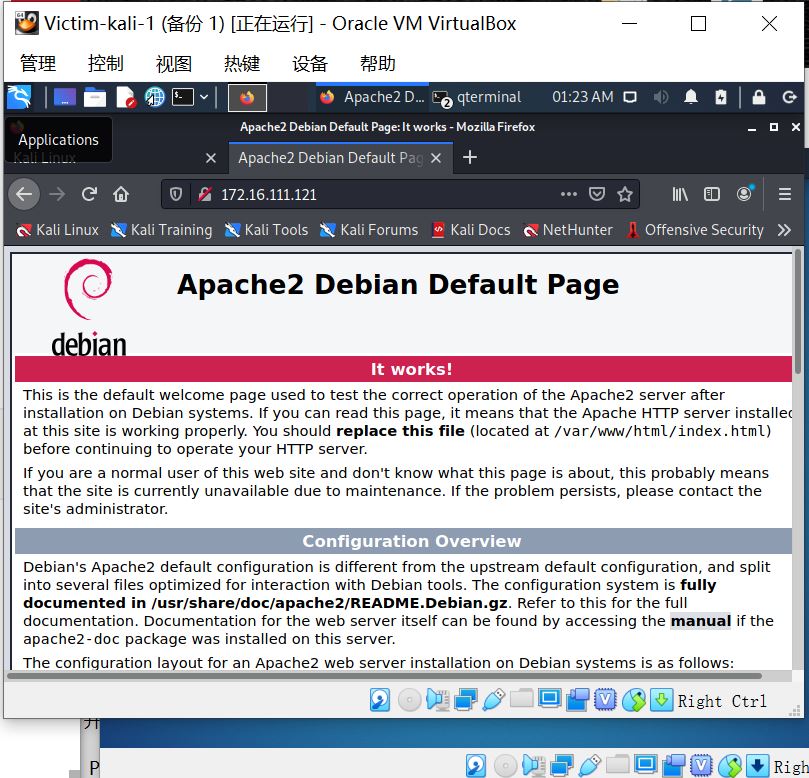 Victim-kali-1 (备份 1) [正在运行] - Oracle VM VirtualBox
管理 控制 视图 热键 设备 帮助
Apache2 D... 2 qterminal 01:23 AM
Apache2 Debian Default Page: It works - Mozilla Firefox
Applications
Kali Linux
Apache2 Debian Default Pag
172.16.111.121
Kali Linux Kali Training Kali Tools Kali Forums Kali Docs NetHunter Offensive Security
debian
Apache2 Debian Default Page
It works!
This is the default welcome page used to test the correct operation of the Apache2 server after
installation on Debian systems. If you can read this page, it means that the Apache HTTP server installed
at this site is working properly. You should replace this file (located at /var/www/html/index.html)
before continuing to operate your HTTP server.
If you are a normal user of this web site and don't know what this page is about, this probably means
that the site is currently unavailable due to maintenance. If the problem persists, please contact the
site's administrator.
Configuration Overview
Debian's Apache2 default configuration is different from the upstream default configuration, and split
into several files optimized for interaction with Debian tools. The configuration system is fully
documented in /usr/share/doc/apache2/README.Debian.gz. Refer to this for the full
documentation. Documentation for the web server itself can be found by accessing the manual if the
apache2-doc package was installed on this server.
The configuration layout for an Apache2 web server installation on Debian systems is as follows:
Right Ctrl
P
Righ